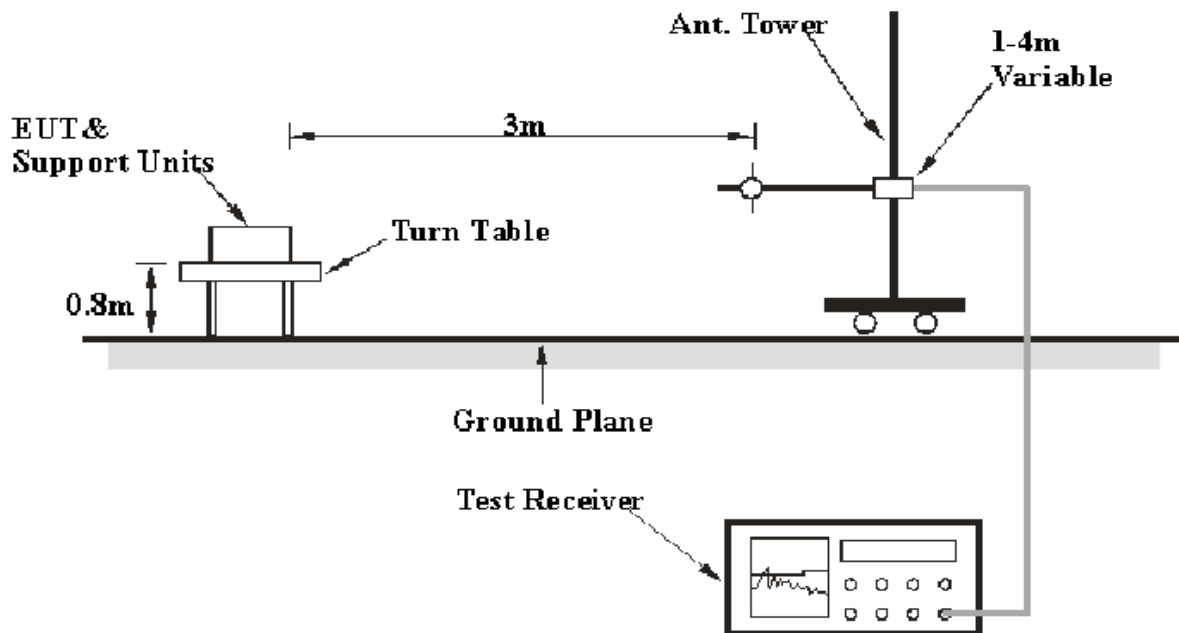 Ant. Tower
1-4m
Variable
3m
EUT&
Support Units
Turn Table
0.8m
Ground Plane
Test Receiver